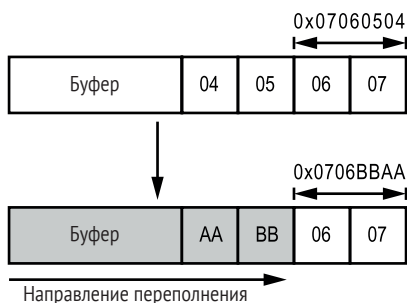 0x07060504
Буфер 04 05 06 07
0x0706BBAA
Буфер AA BB 06 07
Направление переполнения